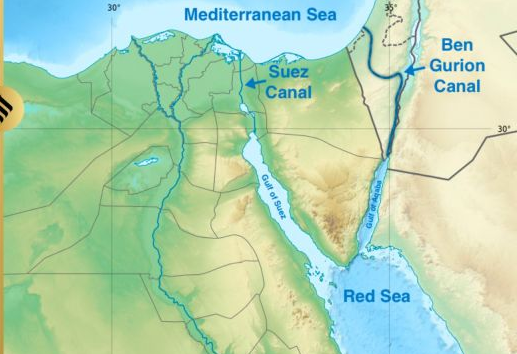 30°
Mediterranean Sea
35°
Ben
Gurion
Canal
Suez
Canal
30°
Gulf of Suez
Gulf of Aqaba
Red Sea